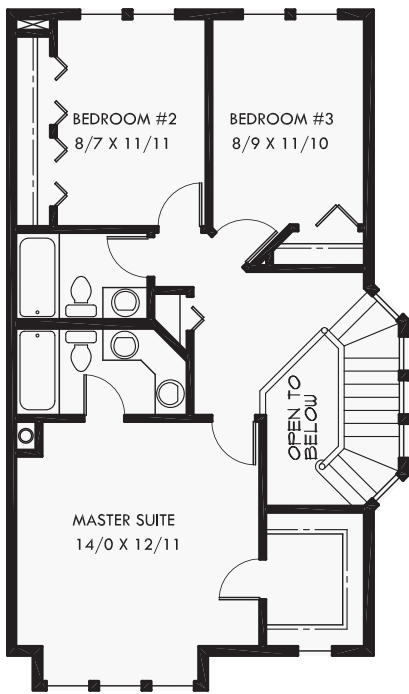 BEDROOM #2
8/7 X 11/11
BEDROOM #3
8/9 X 11/10
OPEN TO
BELOW
MASTER SUITE
14/0 X 12/11